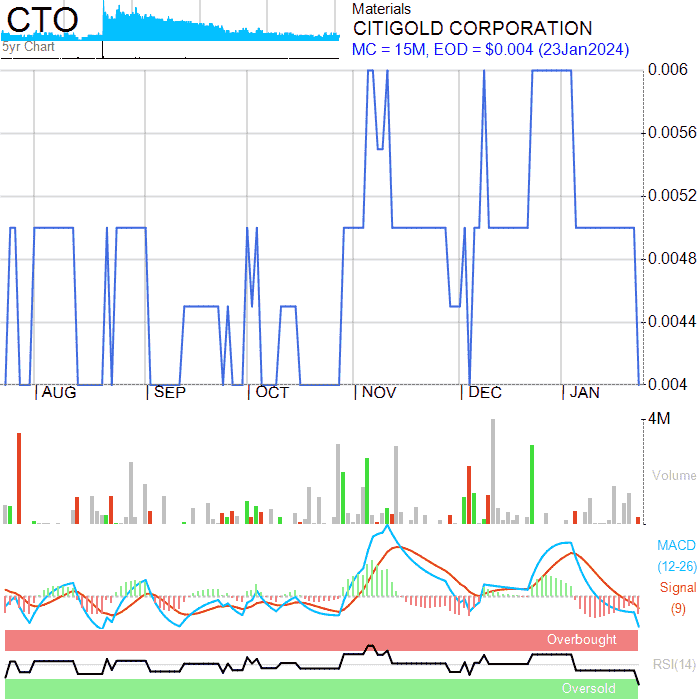 CTO
5yr Chart
Materials
CITIGOLD CORPORATION
MC = 15M, EOD = $0.004 (23Jan2024)
0.006
0.0056
0.0052
0.0048
0.0044
0.004
AUG SEP OCT NOV DEC JAN
4M
Volume
MACD
(12-26)
Signal
(9)
Overbought
RSI(14)
Oversold